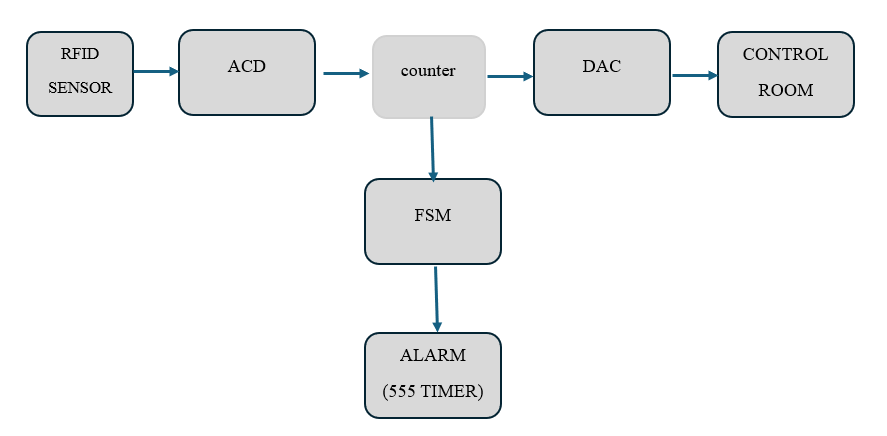 RFID
SENSOR
ACD
counter
DAC
CONTROL
ROOM
FSM
ALARM
(555 TIMER)